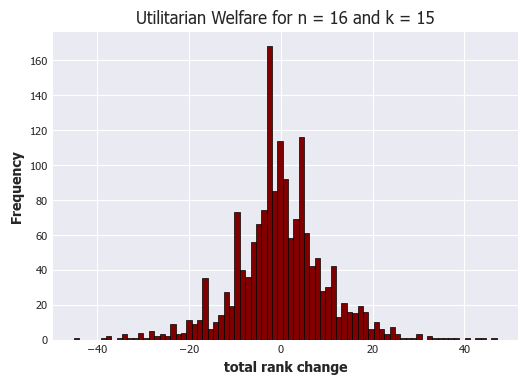 Utilitarian Welfare for n = 16 and k = 15
160
140
120
100
80
60
40
20
0
Frequency
−40 −20 0 20 40
total rank change